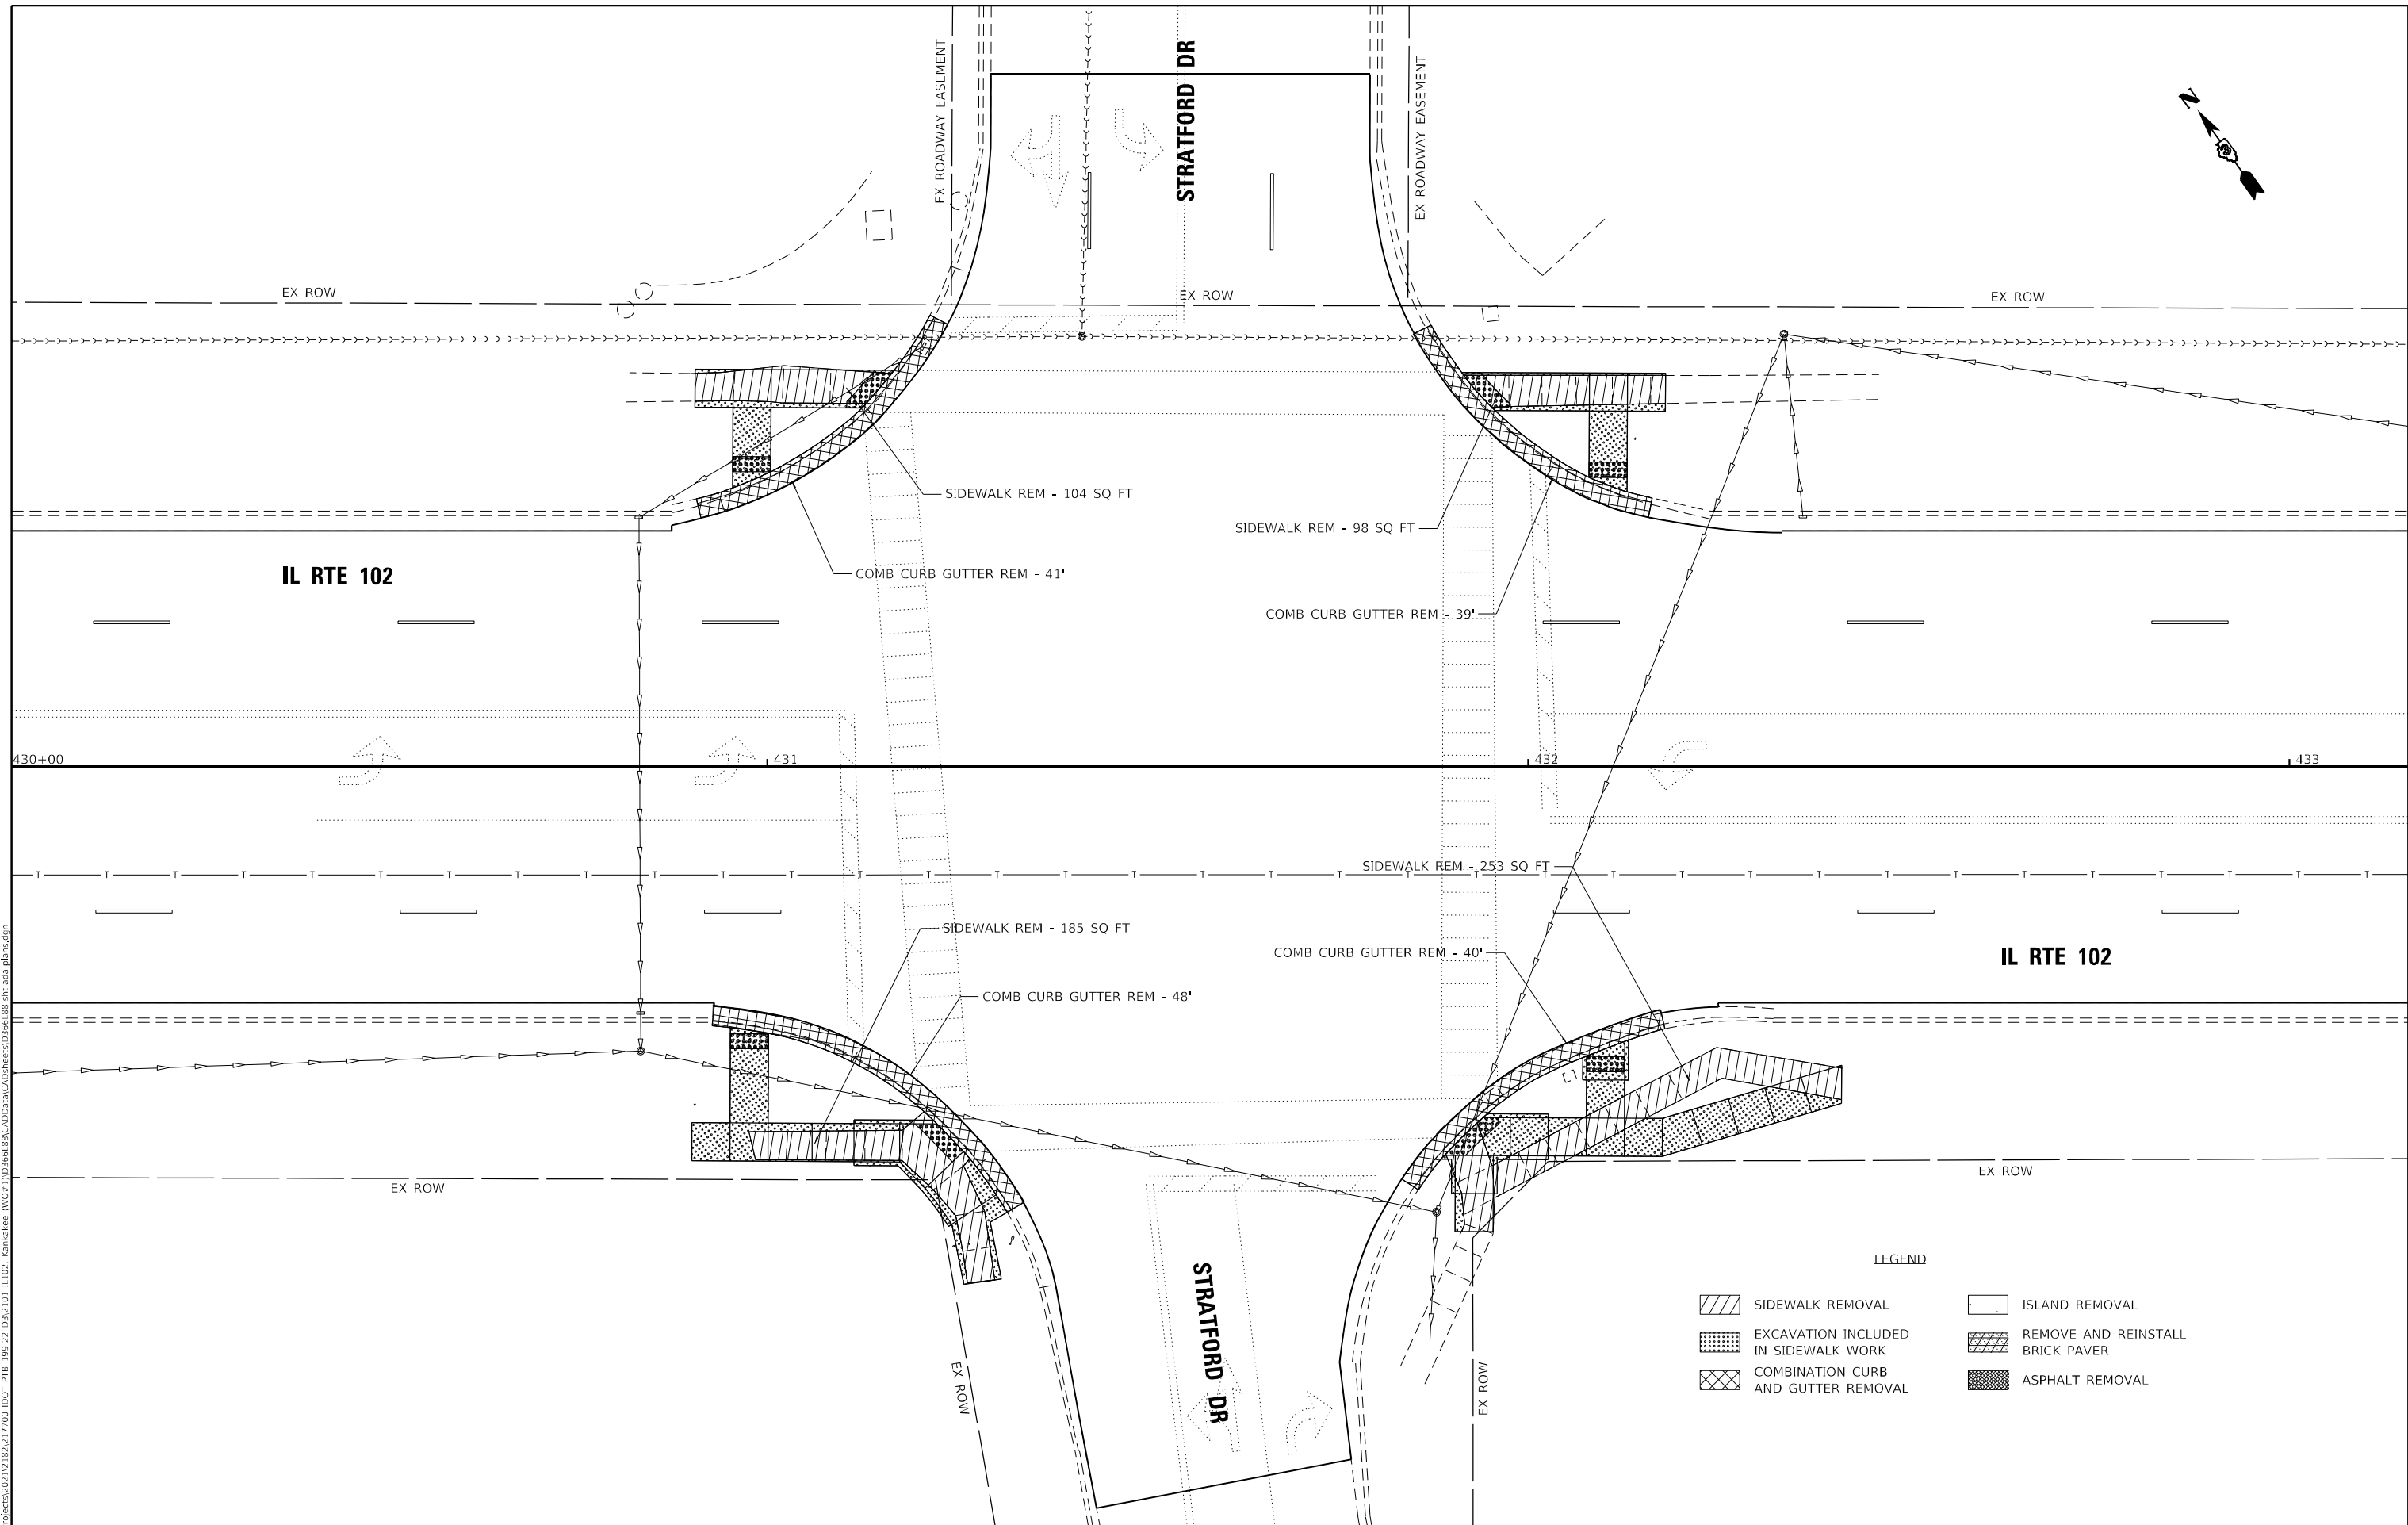 STRATFORD DR
EX ROADWAY EASEMENT
EX ROADWAY EASEMENT
N
EX ROW
EX ROW
EX ROW
SIDEWALK REM - 104 SQ FT
SIDEWALK REM - 98 SQ FT
IL RTE 102
COMB CURB GUTTER REM - 41'
COMB CURB GUTTER REM - 39'
430+00
431
432
433
SIDEWALK REM - 253 SQ FT
T T T T T T T T T T T T T T T T T T T T T T T T T T T T T T T T T T T
SIDEWALK REM - 185 SQ FT
COMB CURB GUTTER REM - 40'
IL RTE 102
COMB CURB GUTTER REM - 48'
EX ROW
EX ROW
STRATFORD DR
EX ROW
EX ROW
LEGEND
SIDEWALK REMOVAL
EXCAVATION INCLUDED
IN SIDEWALK WORK
COMBINATION CURB
AND GUTTER REMOVAL
ISLAND REMOVAL
REMOVE AND REINSTALL
BRICK PAVER
ASPHALT REMOVAL